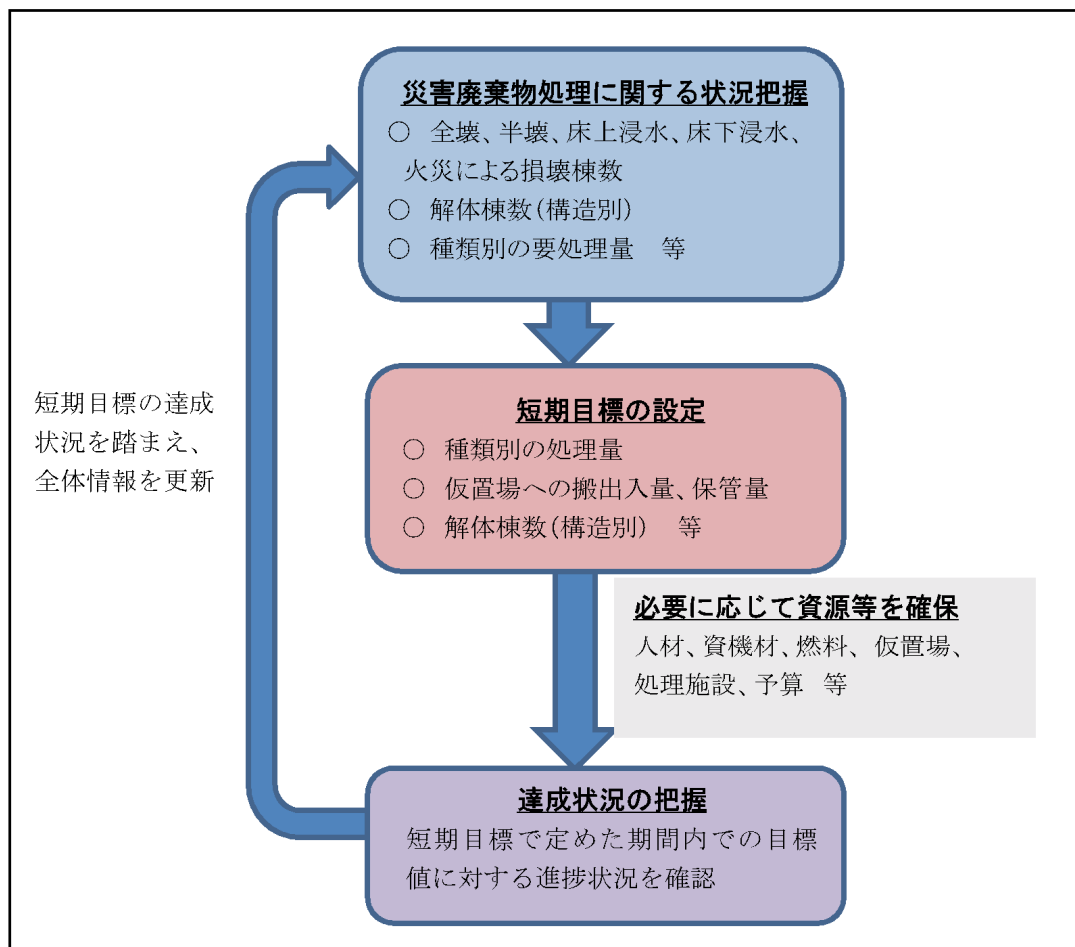 災害廃棄物処理に関する状況把握
○ 全壊、半壊、床上浸水、床下浸水、
火災による損壊棟数
○ 解体棟数(構造別)
○ 種類別の要処理量 等
短期目標の設定
○ 種類別の処理量
○ 仮置場への搬出入量、保管量
○ 解体棟数(構造別) 等
短期目標の達成
状況を踏まえ、
全体情報を更新
必要に応じて資源等を確保
人材、資機材、燃料、 仮置場、
処理施設、予算 等
達成状況の把握
短期目標で定めた期間内での目標
値に対する進捗状況を確認